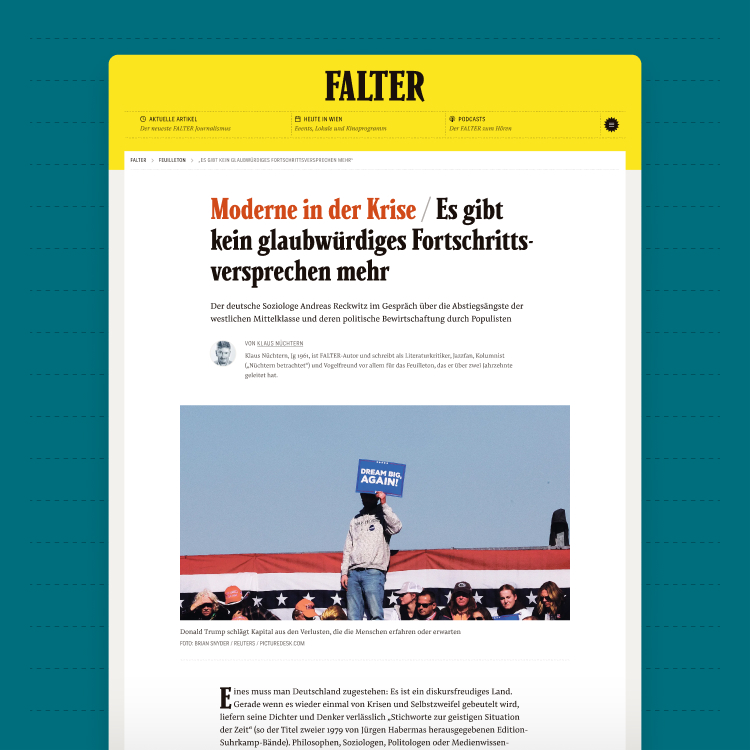 FALTER
AKTUELLE ARTIKEL
Der neueste FALTER Journalismus
HEUTE IN WIEN
Events, Lokale und Kinoprogramm
PODCASTS
Der FALTER zum Hören
FALTER > FEUILLETON > „ES GIBT KEIN GLAUBWÜRDIGES FORTSCHRITTSVERSPRECHEN MEHR“
Moderne in der Krise / Es gibt
kein glaubwürdiges Fortschritts-
versprechen mehr
Der deutsche Soziologe Andreas Reckwitz im Gespräch über die Abstiegsängste der
westlichen Mittelklasse und deren politische Bewirtschaftung durch Populisten
VON KLAUS NÜCHTERN
Klaus Nüchtern, Jg 1961, ist FALTER-Autor und schreibt als Literaturkritiker, Jazzfan, Kolumnist
(„Nüchtern betrachtet“) und Vogelfreund vor allem für das Feuilleton, das er über zwei Jahrzehnte
geleitet hat.
DREAM BIG,
AGAIN!
Donald Trump schlägt Kapital aus den Verlusten, die die Menschen erfahren oder erwarten
FOTO: BRIAN SNYDER / REUTERS / PICTUREDESK.COM
Eines muss man Deutschland zugestehen: Es ist ein diskursfreudiges Land.
Gerade wenn es wieder einmal von Krisen und Selbstzweifel gebeutelt wird,
liefern seine Dichter und Denker verlässlich „Stichworte zur geistigen Situation
der Zeit“ (so der Titel zweier 1979 von Jürgen Habermas herausgegebenen Edition-
Suhrkamp-Bände). Philosophen, Soziologen, Politologen oder Medienwissen-